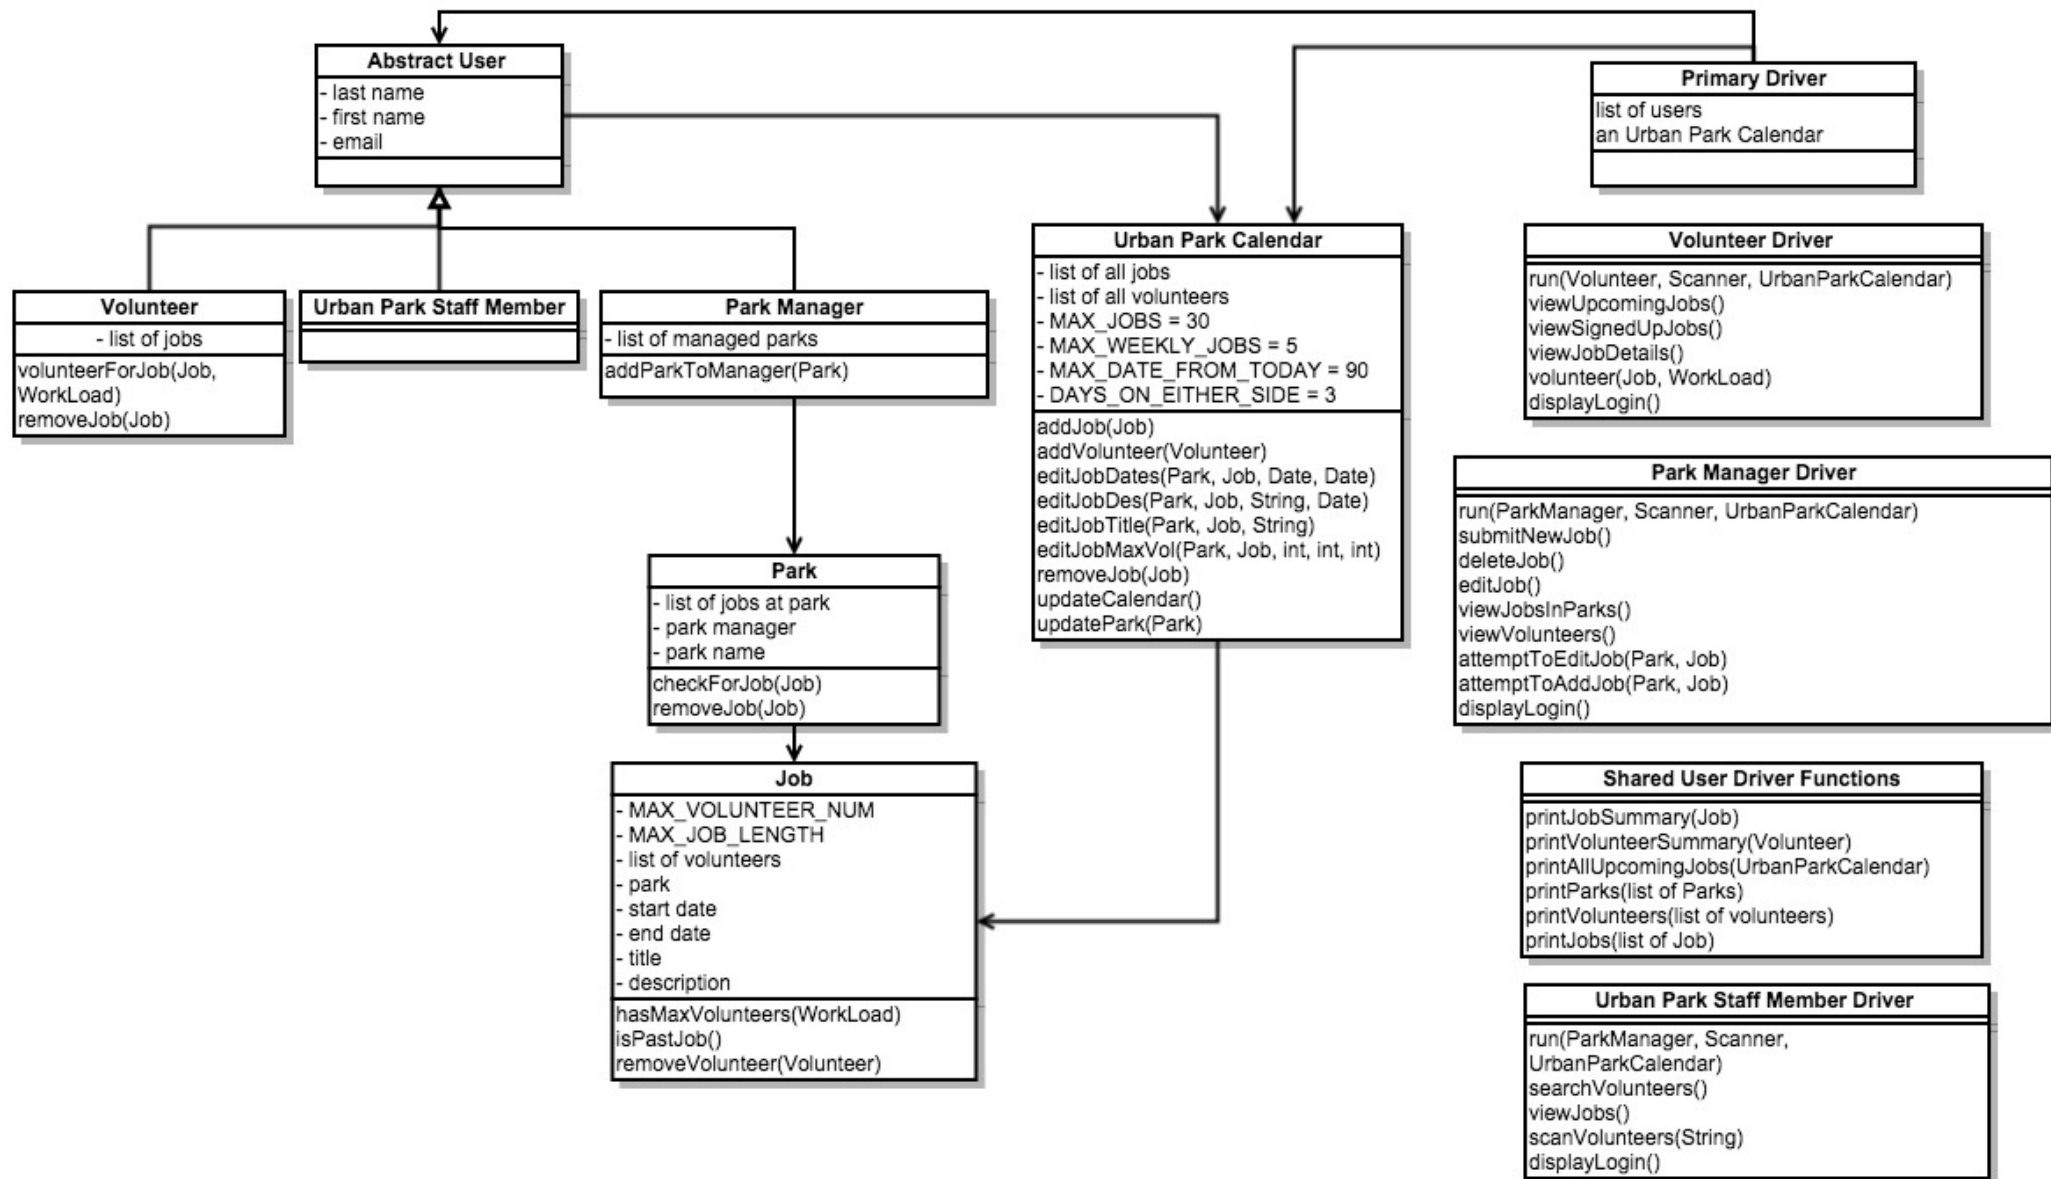 Abstract User
- last name
- first name
- email
Primary Driver
list of users
an Urban Park Calendar
Volunteer
- list of jobs
volunteerForJob(Job,
WorkLoad)
removeJob(Job)
Urban Park Staff Member
Park Manager
- list of managed parks
addParkToManager(Park)
Urban Park Calendar
- list of all jobs
- list of all volunteers
- MAX_JOBS = 30
- MAX_WEEKLY_JOBS = 5
- MAX_DATE_FROM_TODAY = 90
- DAYS_ON_EITHER_SIDE = 3
addJob(Job)
addVolunteer(Volunteer)
editJobDates(Park, Job, Date, Date)
editJobDes(Park, Job, String, Date)
editJobTitle(Park, Job, String)
editJobMaxVol(Park, Job, int, int, int)
removeJob(Job)
updateCalendar()
updatePark(Park)
Volunteer Driver
run(Volunteer, Scanner, UrbanParkCalendar)
viewUpcomingJobs()
viewSignedUpJobs()
viewJobDetails()
volunteer(Job, WorkLoad)
displayLogin()
Park Manager Driver
run(ParkManager, Scanner, UrbanParkCalendar)
submitNewJob()
deleteJob()
editJob()
viewJobsInParks()
viewVolunteers()
attemptToEditJob(Park, Job)
attemptToAddJob(Park, Job)
displayLogin()
Park
- list of jobs at park
- park manager
- park name
checkForJob(Job)
removeJob(Job)
Job
- MAX_VOLUNTEER_NUM
- MAX_JOB_LENGTH
- list of volunteers
- park
- start date
- end date
- title
- description
hasMaxVolunteers(WorkLoad)
isPastJob()
removeVolunteer(Volunteer)
Shared User Driver Functions
printJobSummary(Job)
printVolunteerSummary(Volunteer)
printAllUpcomingJobs(UrbanParkCalendar)
printParks(list of Parks)
printVolunteers(list of volunteers)
printJobs(list of Job)
Urban Park Staff Member Driver
run(ParkManager, Scanner,
UrbanParkCalendar)
searchVolunteers()
viewJobs()
scanVolunteers(String)
displayLogin()